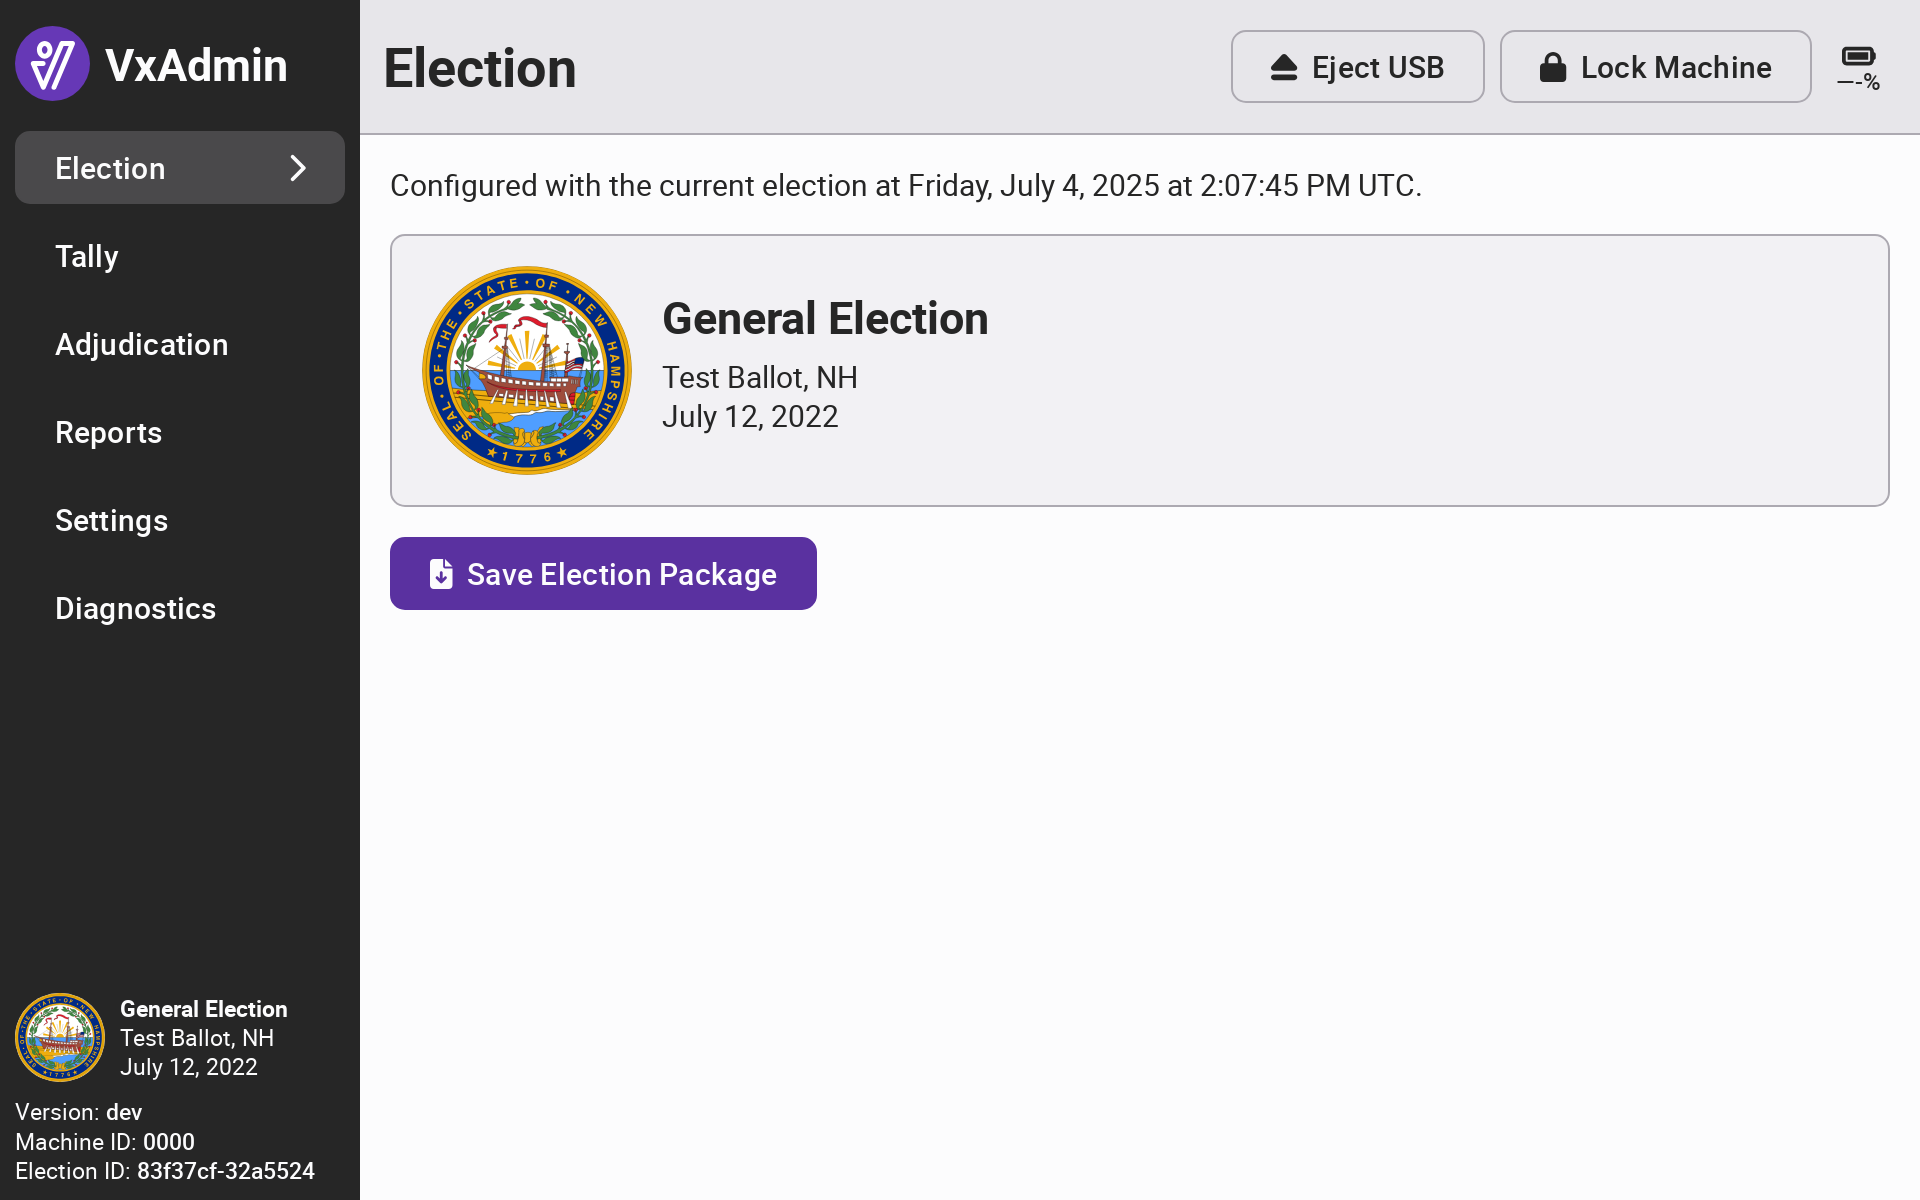 VxAdmin
Election
Tally
Adjudication
Reports
Settings
Diagnostics
General Election
Test Ballot, NH
July 12, 2022
Version: dev
Machine ID: 0000
Election ID: 83f37cf-32a5524
Election
Eject USB
Lock Machine
—-%
Configured with the current election at Friday, July 4, 2025 at 2:07:45 PM UTC.
SEAL · OF · THE · STATE · OF · NEW HAMPSHIRE
★ 1776 ★
General Election
Test Ballot, NH
July 12, 2022
Save Election Package